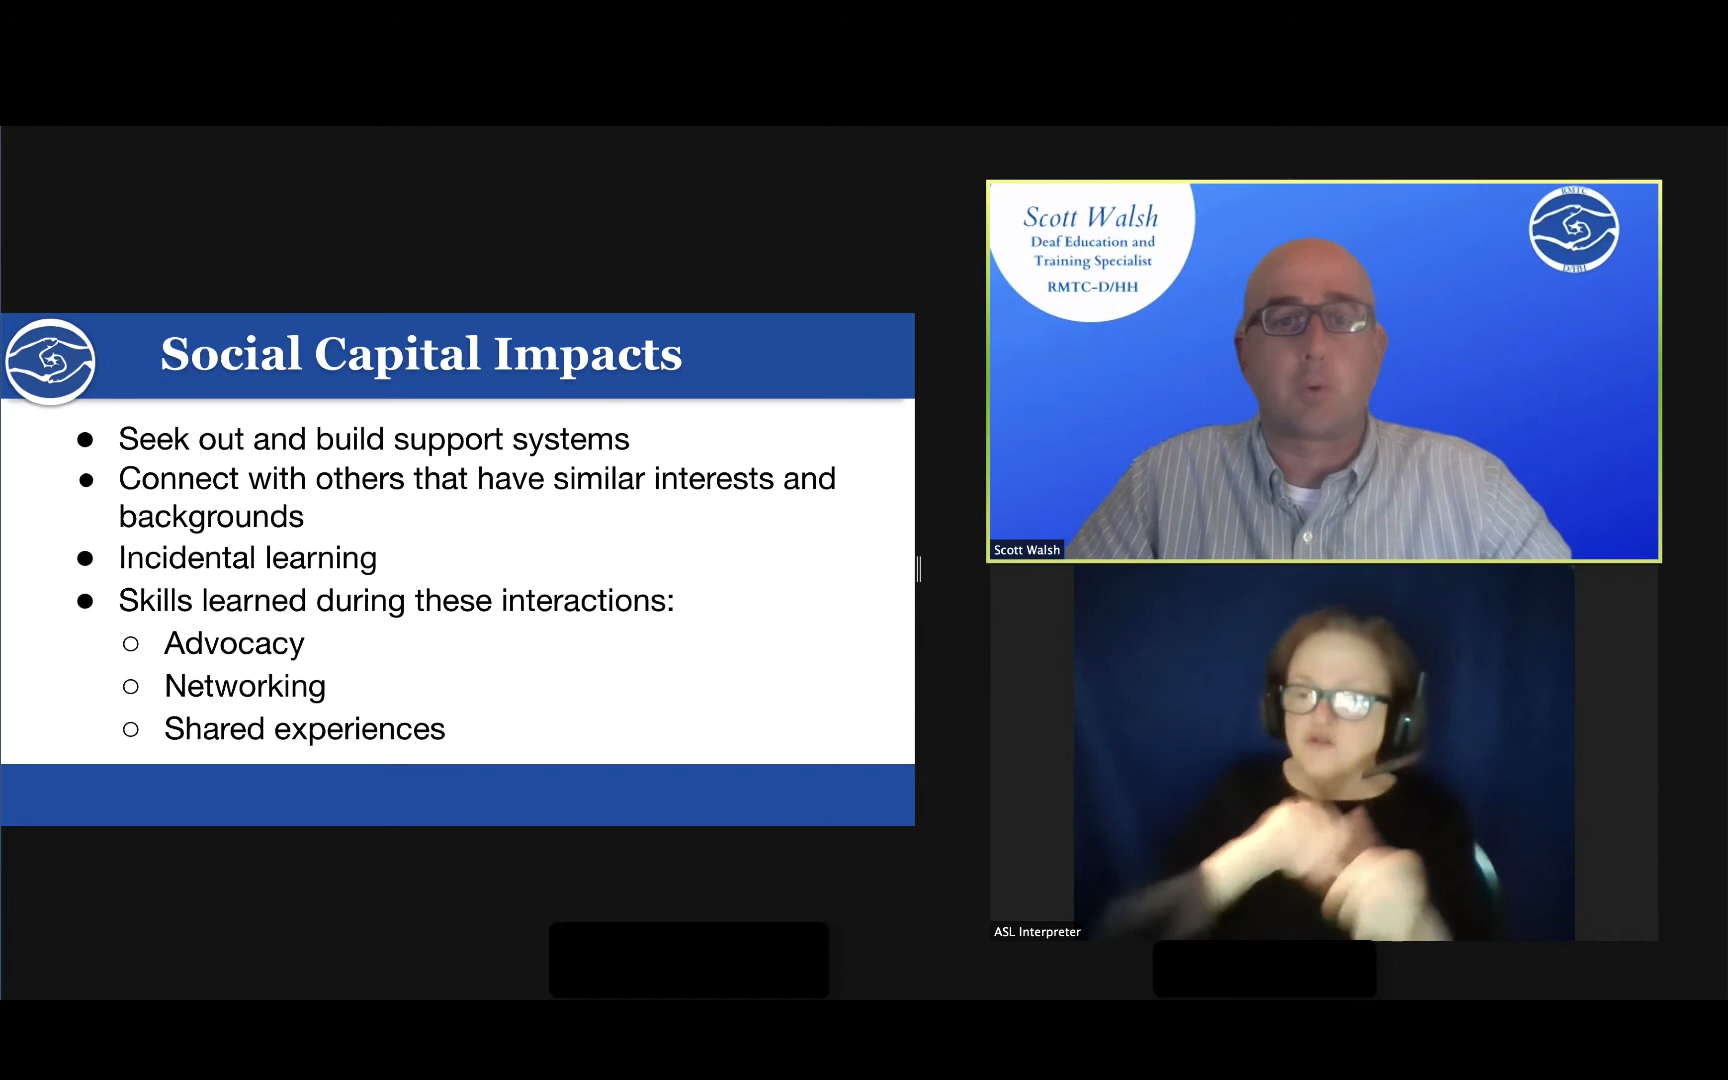 Social Capital Impacts
● Seek out and build support systems
● Connect with others that have similar interests and
backgrounds
● Incidental learning
● Skills learned during these interactions:
○ Advocacy
○ Networking
○ Shared experiences
Scott Walsh
Deaf Education and
Training Specialist
RMTC-D/HH
RMTC
D/HH
Scott Walsh
ASL Interpreter